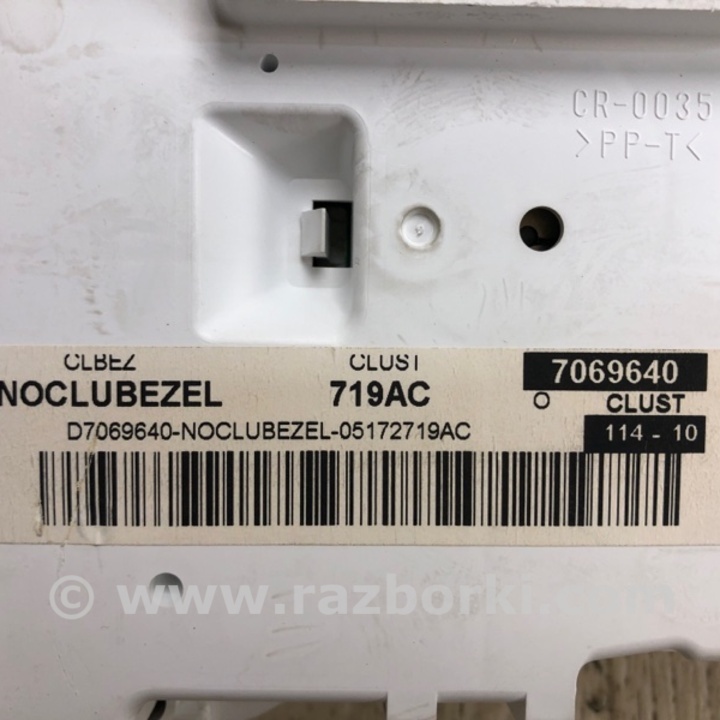 CR-0035
>PP-T<
CLBEZ CLUST 7069640
NOCLUBEZEL 719AC CLUST
D7069640-NOCLUBEZEL-05172719AC 114 - 10
© www.razborki.com